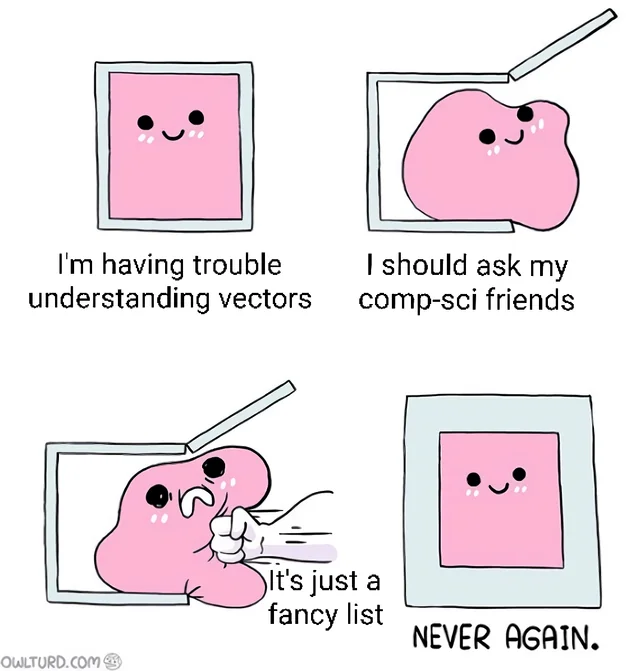 I'm having trouble
understanding vectors
I should ask my
comp-sci friends
It's just a
fancy list
NEVER AGAIN.
OWLTURD.COM